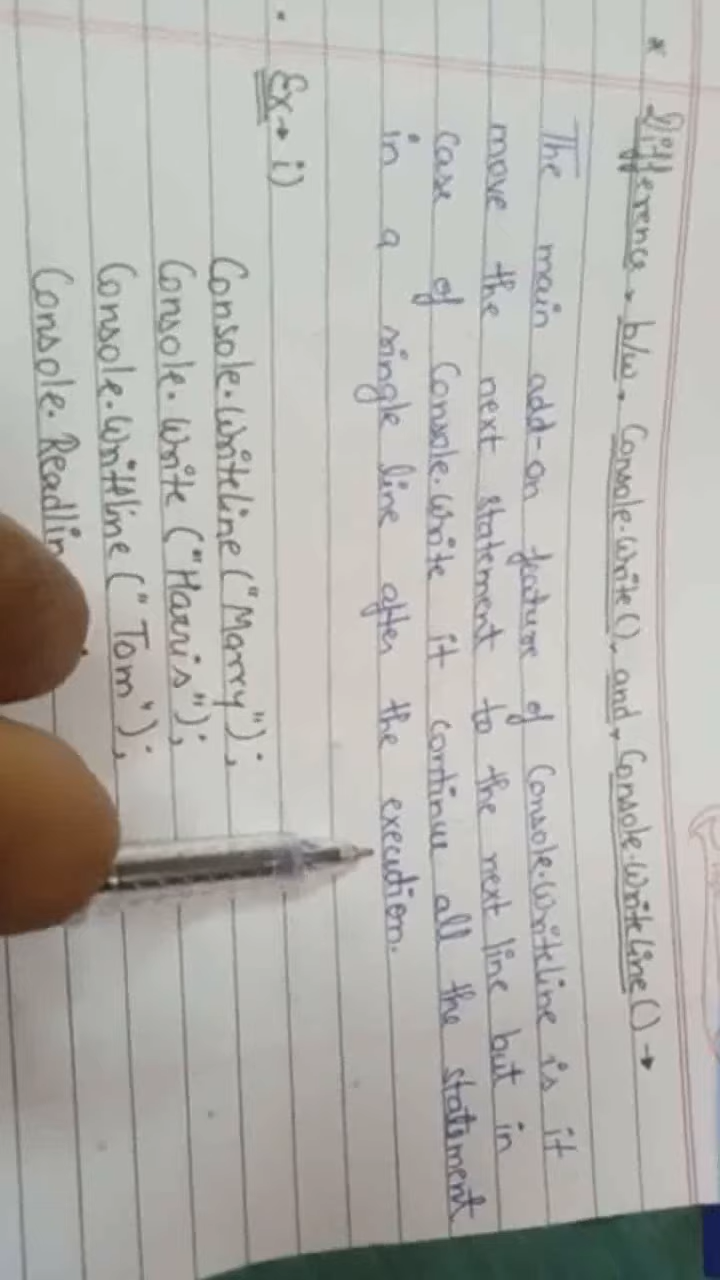 * Difference b/w Console.Write() and Console.Writeline() →
The main add-on feature of Console.Writeline is it
move the next statement to the next line but in
case of Console.Write it continue all the statement
in a single line after the execution.
• Ex → i)
Console.Writeline("Marry");
Console.Write("Harris");
Console.Writeline("Tom");
Console.Readlin